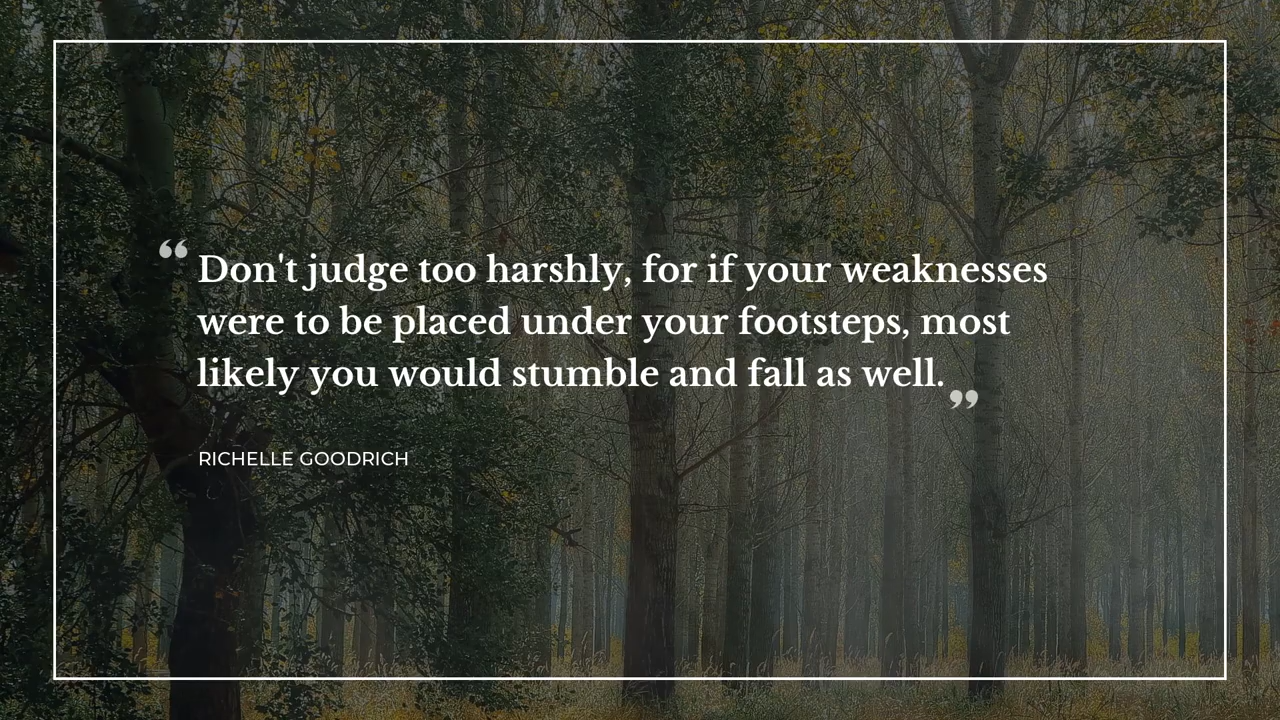 “Don't judge too harshly, for if your weaknesses
were to be placed under your footsteps, most
likely you would stumble and fall as well.”
RICHELLE GOODRICH